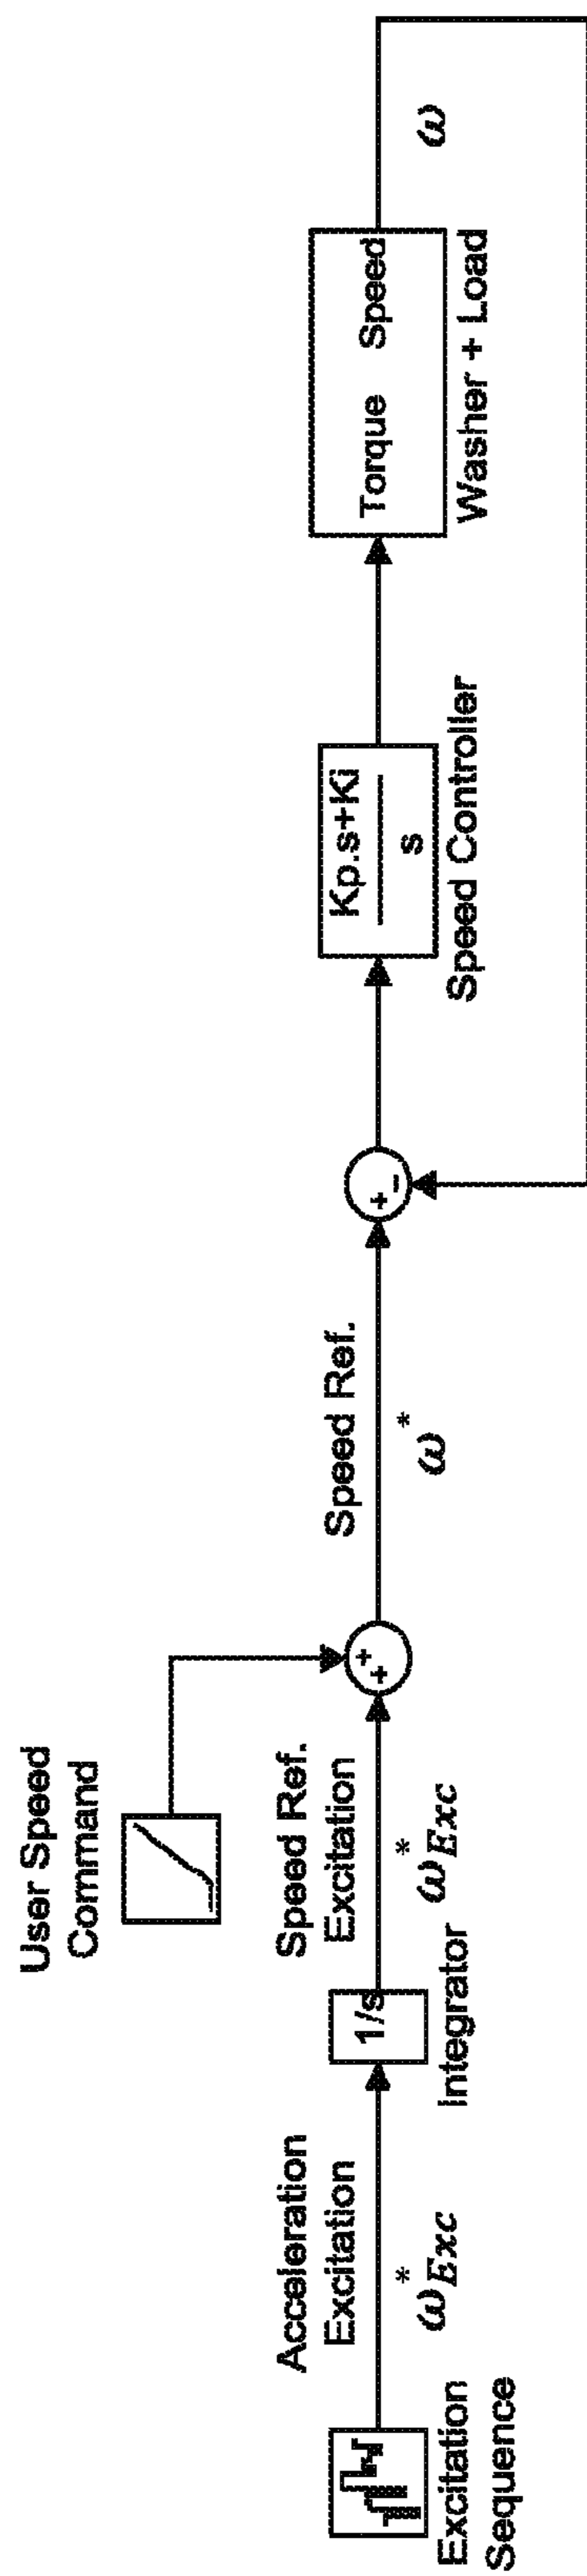 User Speed
Command
Excitation
Sequence
Acceleration
Excitation
ω*Exc
1/s
Integrator
Speed Ref.
Excitation
ω*Exc
+
+
Speed Ref.
ω*
+
-
Kp.s+Ki
s
Speed Controller
Torque Speed
Washer + Load
ω